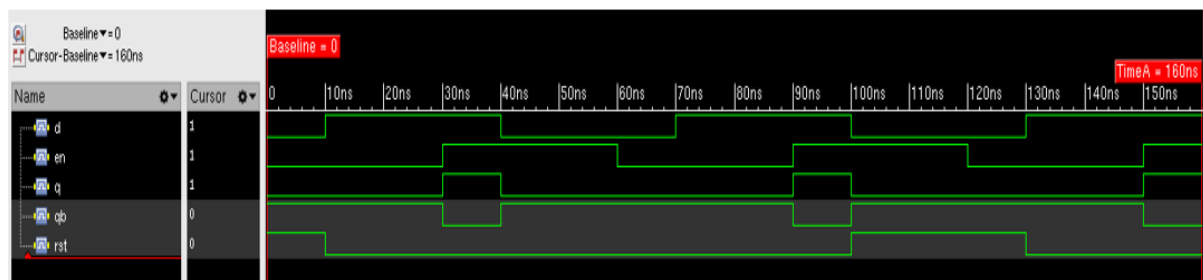 Baseline▼= 0
Cursor-Baseline▼= 160ns
Baseline = 0
TimeA = 160ns
Name Cursor 0 10ns 20ns 30ns 40ns 50ns 60ns 70ns 80ns 90ns 100ns 110ns 120ns 130ns 140ns 150ns
d 1
en 1
q 1
qb 0
rst 0